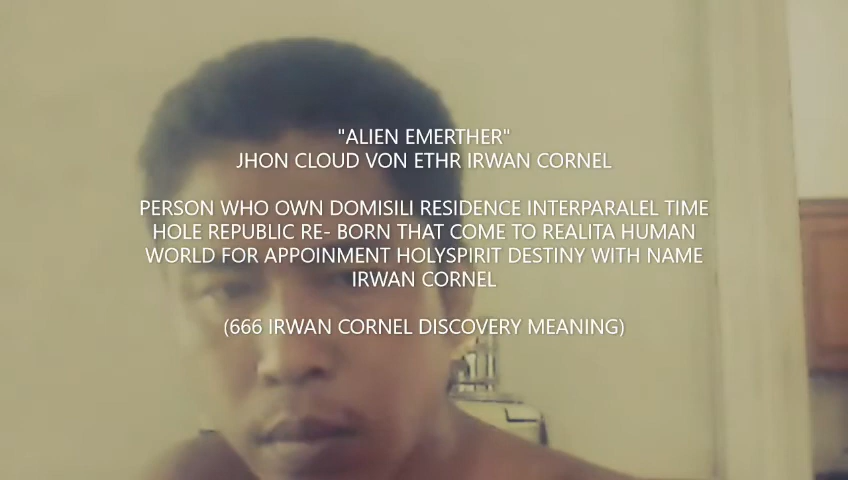 "ALIEN EMERTHER"
JHON CLOUD VON ETHR IRWAN CORNEL
PERSON WHO OWN DOMISILI RESIDENCE INTERPARALEL TIME
HOLE REPUBLIC RE- BORN THAT COME TO REALITA HUMAN
WORLD FOR APPOINMENT HOLYSPIRIT DESTINY WITH NAME
IRWAN CORNEL
(666 IRWAN CORNEL DISCOVERY MEANING)